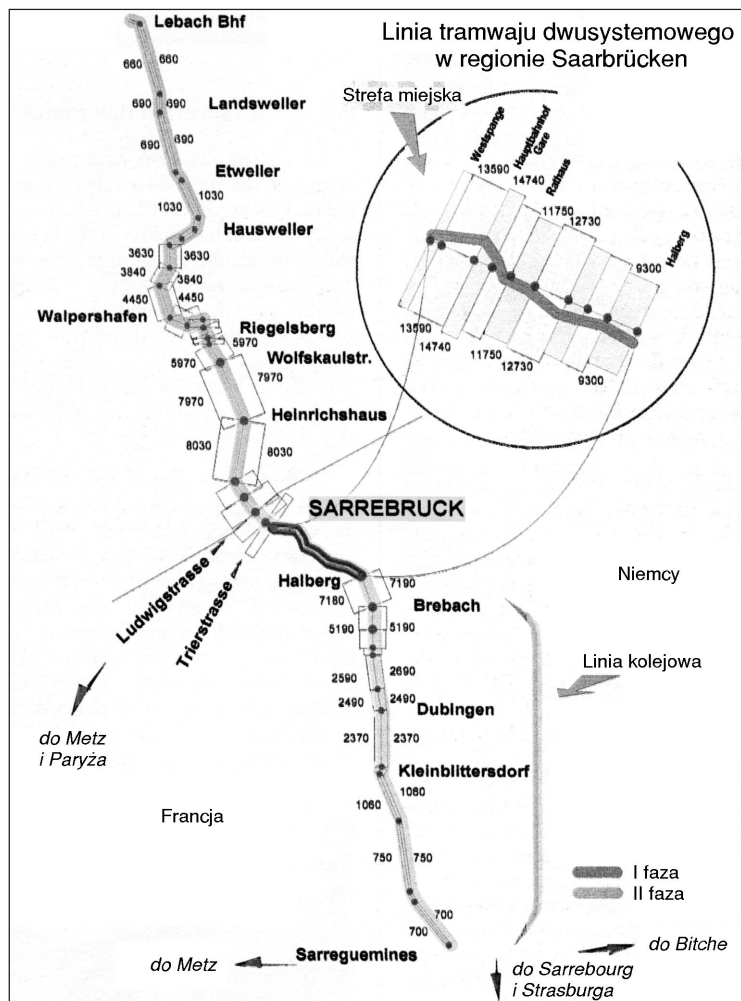 Linia tramwaju dwusystemowego
w regionie Saarbrücken
Strefa miejska
Westspange
13590
Hauptbahnhof
Gare
14740
Rathaus
11750
12730
9300
Halberg
13590
14740
11750
12730
9300
Lebach Bhf
660
660
Landsweller
690
690
690
690
Etweller
1030
1030
Hausweller
3630
3630
3840
3840
4450
4450
Walpershafen
Riegelsberg
5970
5970
Wolfskaulstr.
7970
7970
Heinrichshaus
8030
8030
SARREBRUCK
Ludwigstrasse
Trierstrasse
Halberg
7190
7180
Brebach
5190
5190
2590
2690
2490
2490
Dubingen
2370
2370
Kleinblittersdorf
1060
1060
750
750
700
700
Sarreguemines
Niemcy
Linia kolejowa
do Metz
i Paryża
Francja
I faza
II faza
do Metz
do Bitche
do Sarrebourg
i Strasburga